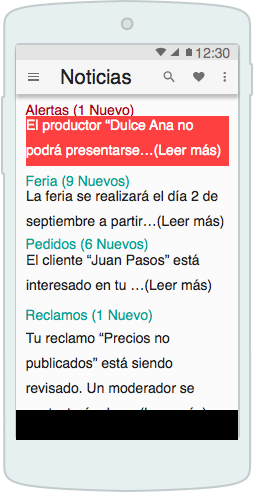 12:30
Noticias
Alertas (1 Nuevo)
El productor “Dulce Ana no
podrá presentarse...(Leer más)
Feria (9 Nuevos)
La feria se realizará el día 2 de
septiembre a partir...(Leer más)
Pedidos (6 Nuevos)
El cliente “Juan Pasos” está
interesado en tu ...(Leer más)
Reclamos (1 Nuevo)
Tu reclamo “Precios no
publicados” está siendo
revisado. Un moderador se